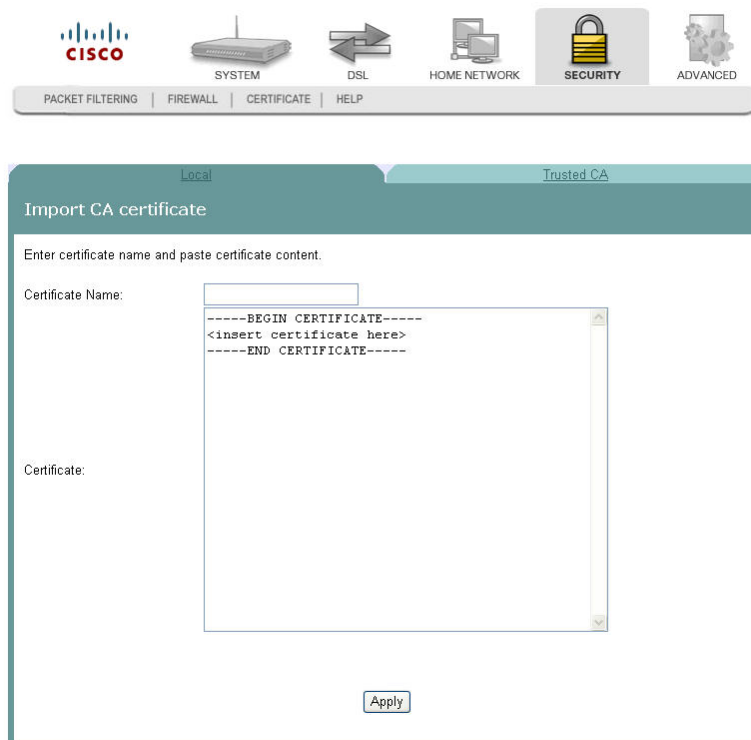 CISCO
SYSTEM
DSL
HOME NETWORK
SECURITY
ADVANCED
PACKET FILTERING | FIREWALL | CERTIFICATE | HELP
Local
Trusted CA
Import CA certificate
Enter certificate name and paste certificate content.
Certificate Name:
-----BEGIN CERTIFICATE-----
<insert certificate here>
-----END CERTIFICATE-----
Certificate:
Apply